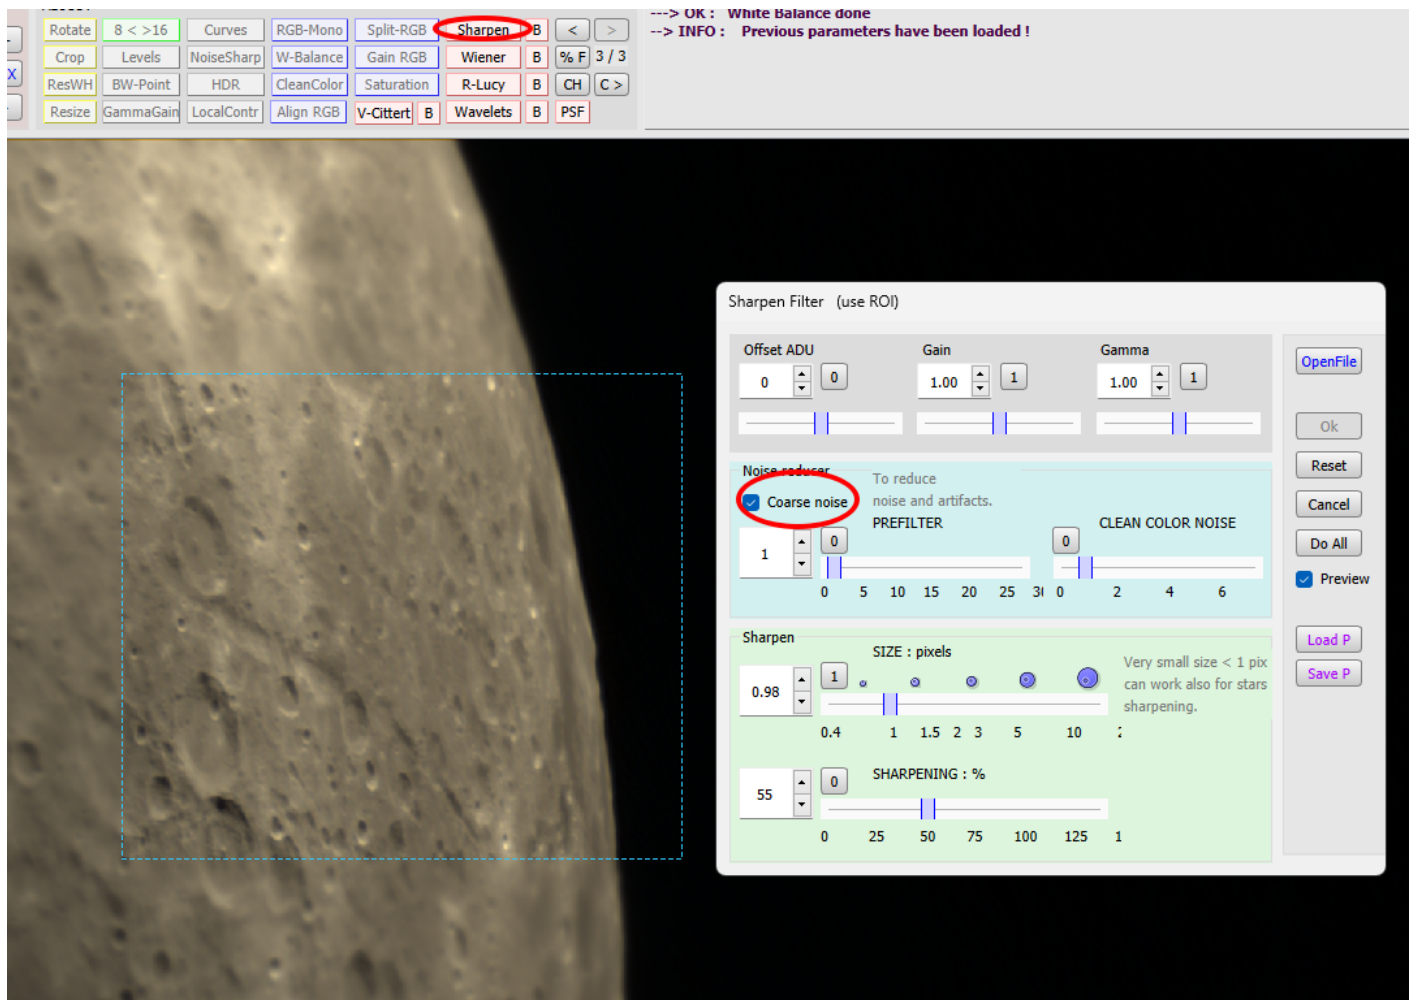 ---> OK : White Balance done
--> INFO : Previous parameters have been loaded !
Rotate 8 < >16 Curves RGB-Mono Split-RGB Sharpen B < >
Crop Levels NoiseSharp W-Balance Gain RGB Wiener B % F 3 / 3
X
ResWH BW-Point HDR CleanColor Saturation R-Lucy B CH C >
Resize GammaGain LocalContr Align RGB V-Cittert B Wavelets B PSF
Sharpen Filter (use ROI)
Offset ADU Gain Gamma
0 0 1.00 1 1.00 1
OpenFile
Ok
Reset
Cancel
Do All
Preview
Load P
Save P
Noise reducer
To reduce
Coarse noise noise and artifacts.
PREFILTER CLEAN COLOR NOISE
1 0 0
0 5 10 15 20 25 0 2 4 6
Sharpen
SIZE : pixels
0.98 1
Very small size < 1 pix
can work also for stars
sharpening.
0.4 1 1.5 2 3 5 10
SHARPENING : %
55 0
0 25 50 75 100 125 1